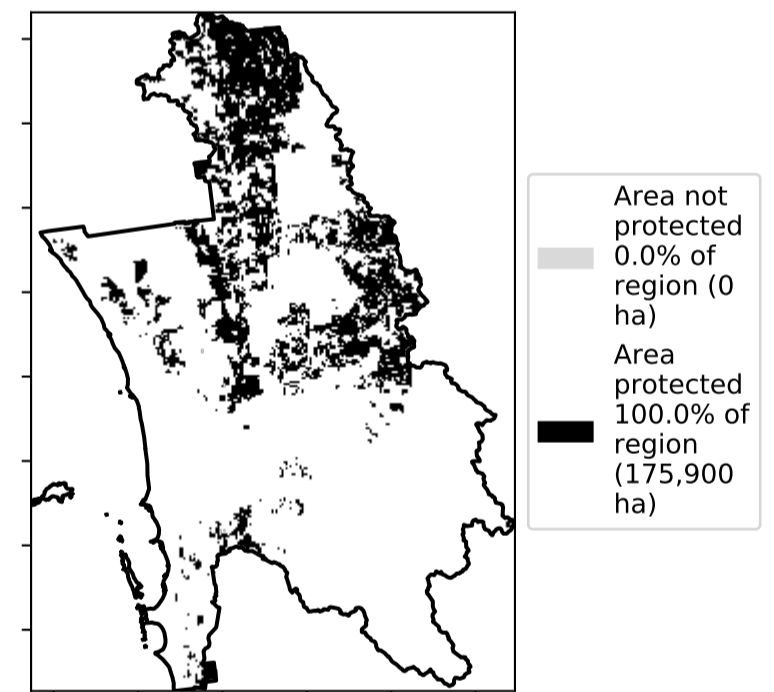 Area not
protected
0.0% of
region (0
ha)
Area
protected
100.0% of
region
(175,900
ha)